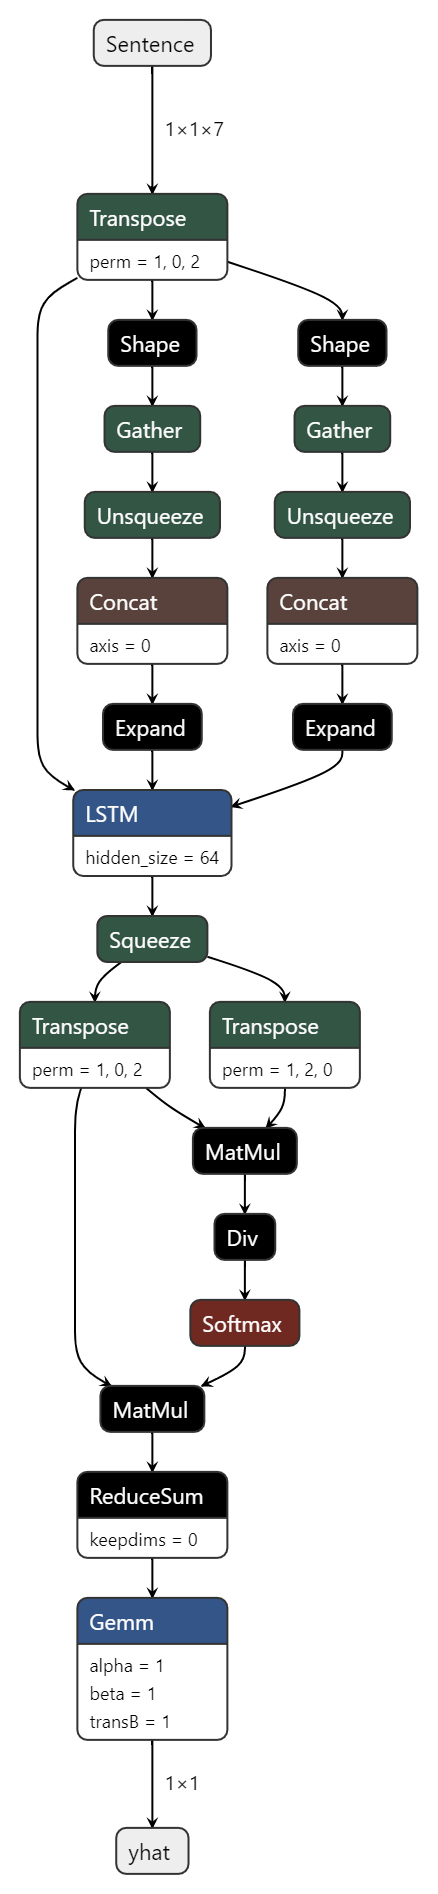 Sentence
1×1×7
Transpose
perm = 1, 0, 2
Shape
Shape
Gather
Gather
Unsqueeze
Unsqueeze
Concat
axis = 0
Concat
axis = 0
Expand
Expand
LSTM
hidden_size = 64
Squeeze
Transpose
perm = 1, 0, 2
Transpose
perm = 1, 2, 0
MatMul
Div
Softmax
MatMul
ReduceSum
keepdims = 0
Gemm
alpha = 1
beta = 1
transB = 1
1×1
yhat